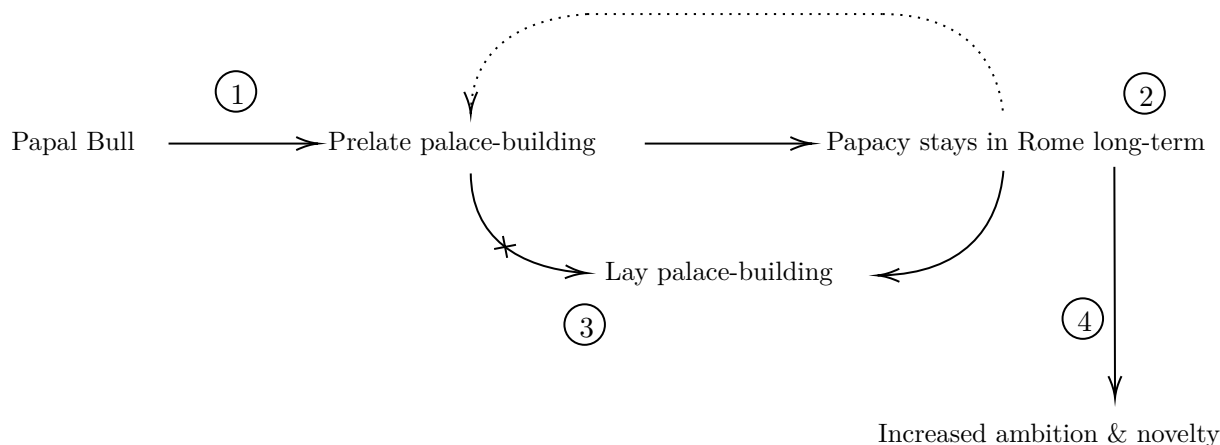 1
2
Papal Bull
Prelate palace-building
Papacy stays in Rome long-term
Lay palace-building
3
4
Increased ambition & novelty